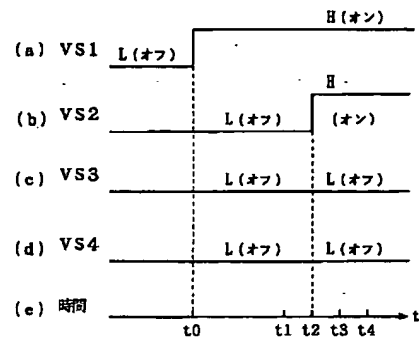 H(オン)
(a) VS1 L(オフ)
H
(b) VS2 L(オフ) (オン)
(c) VS3 L(オフ) L(オフ)
(d) VS4 L(オフ) L(オフ)
(e) 時間 t
t0 t1 t2 t3 t4